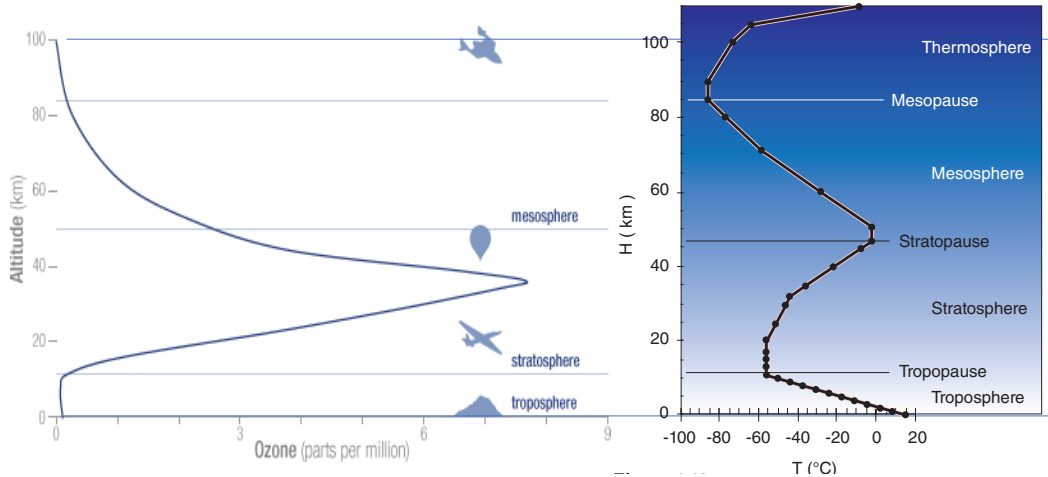 100
80
60
40
20
0
Altitude (km)
mesosphere
stratosphere
troposphere
0
3
6
9
Ozone (parts per million)
100
80
60
40
20
0
H ( km )
Thermosphere
Mesopause
Mesosphere
Stratopause
Stratosphere
Tropopause
Troposphere
-100 -80 -60 -40 -20 0 20
T (°C)